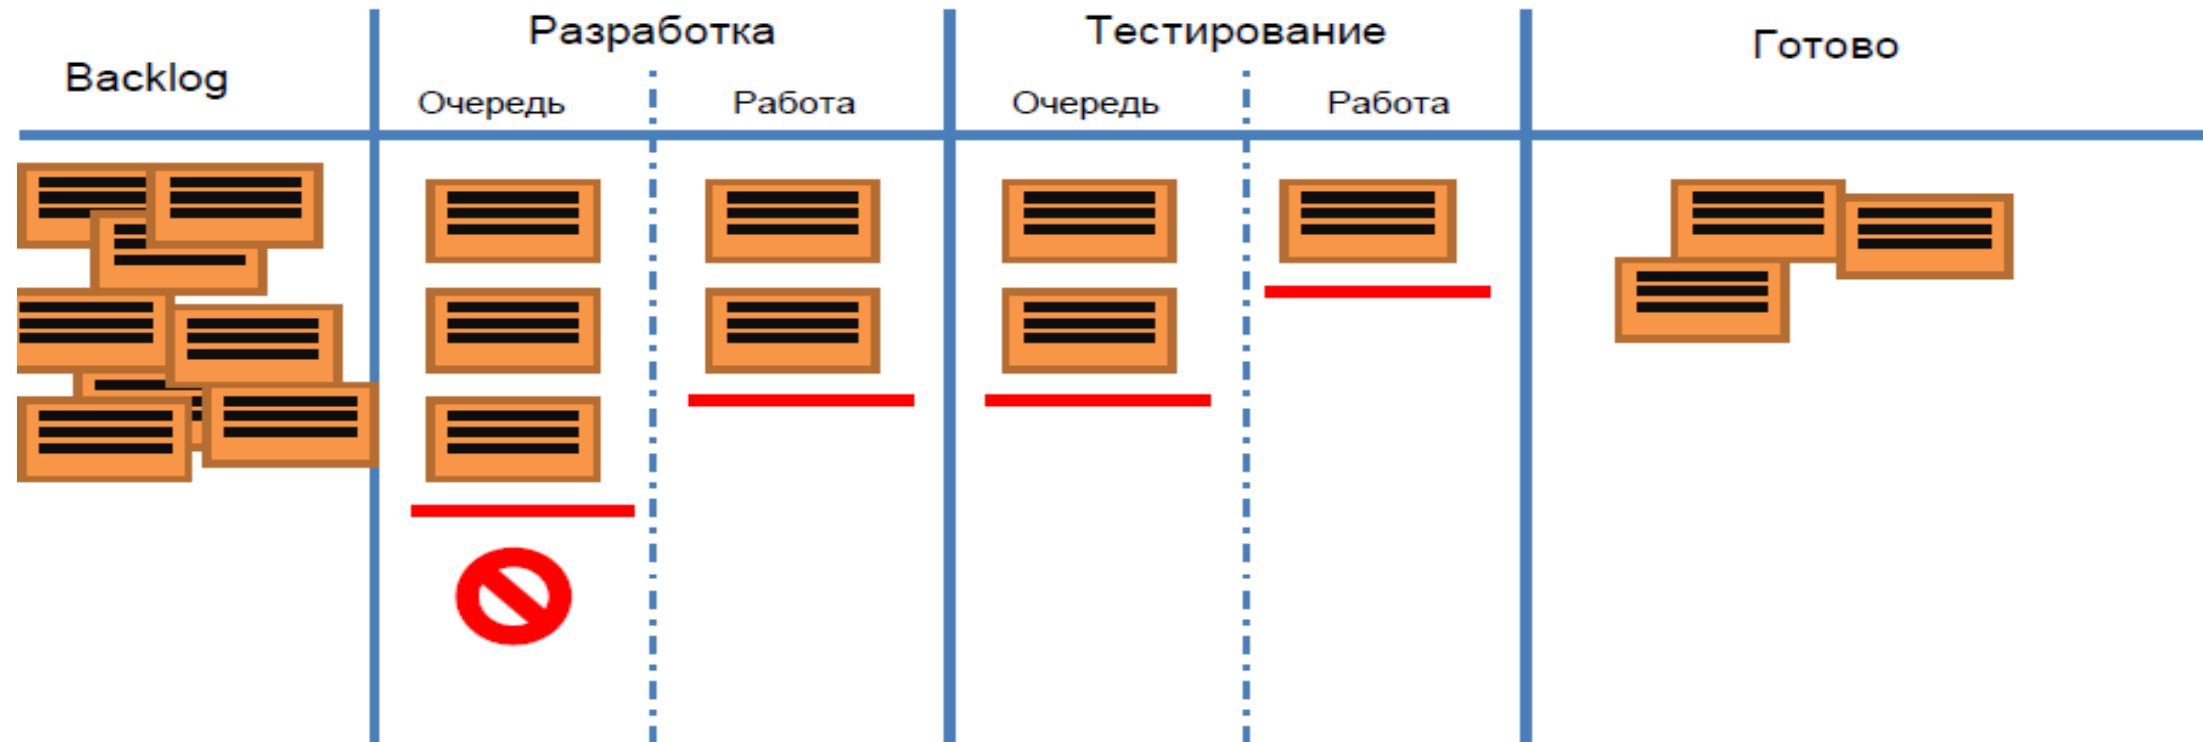 Backlog
Разработка
Очередь
Работа
Тестирование
Очередь
Работа
Готово